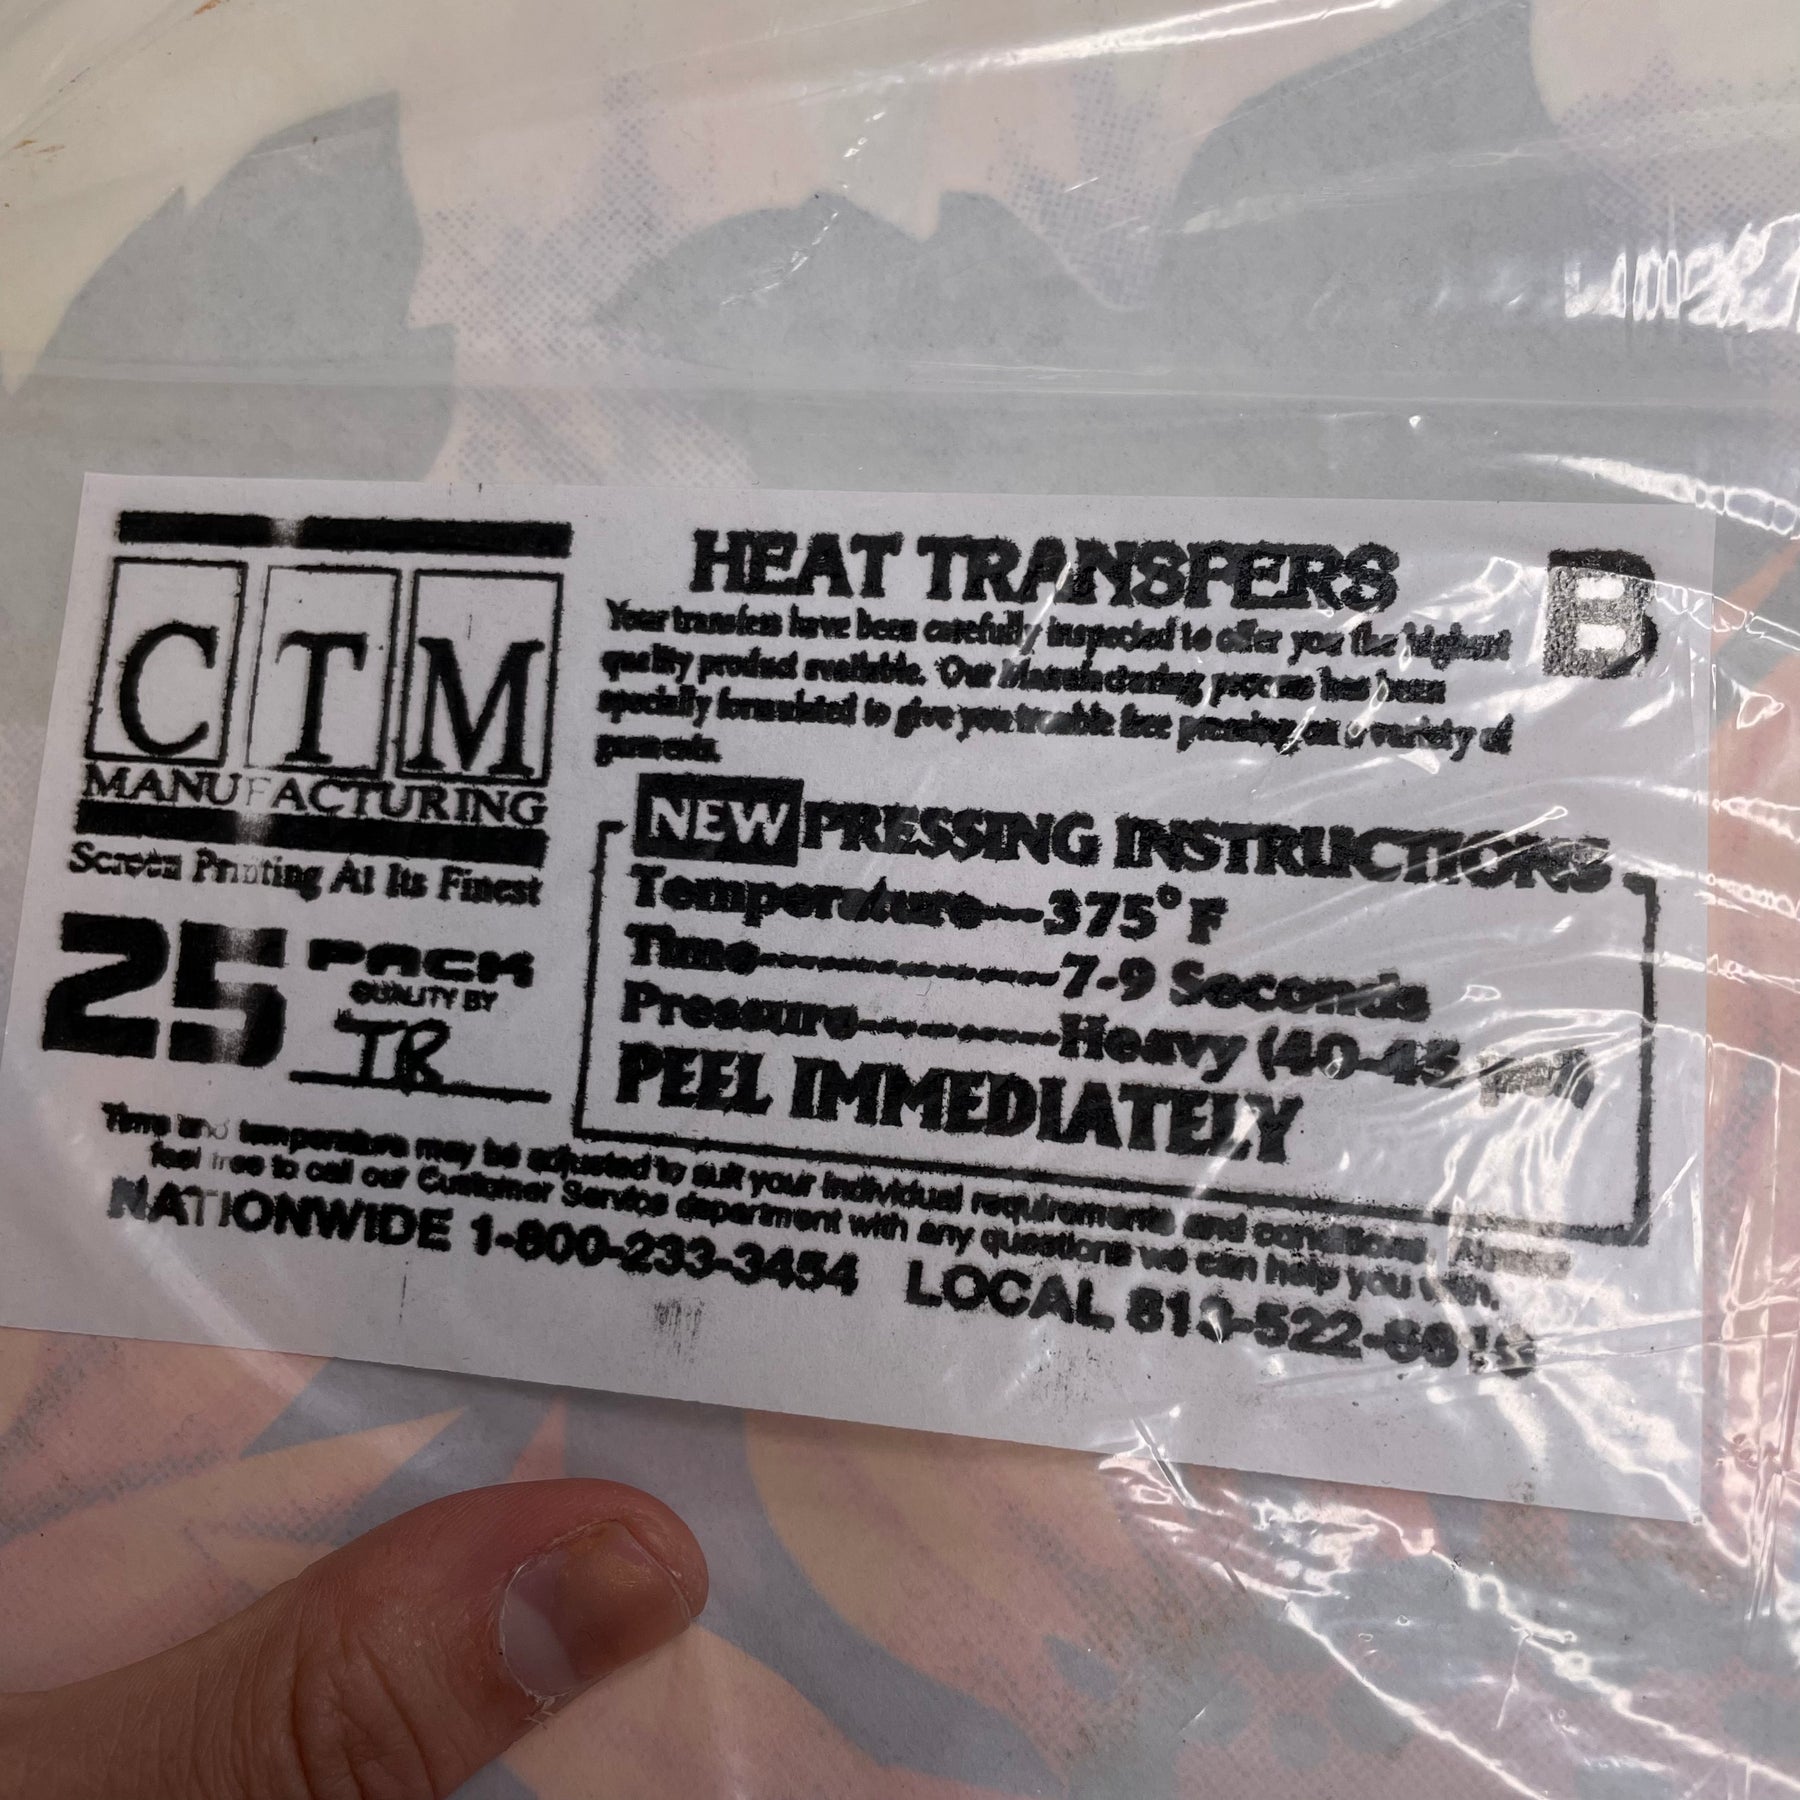 CTM
MANUFACTURING
Screen Printing At Its Finest
25 PACK
QUALITY BY
TR
HEAT TRANSFERS
B
Your transfers have been carefully inspected to offer you the highest
quality product available. Our Manufacturing process has been
specially formulated to give you trouble free pressing on a variety of
garments.
NEW PRESSING INSTRUCTIONS
Temperature---375° F
Time----------7-9 Seconds
Pressure--------Heavy (40-45 psi)
PEEL IMMEDIATELY
Time and temperature may be adjusted to suit your individual requirements and conditions. Always
feel free to call our Customer Service department with any questions we can help you with.
NATIONWIDE 1-800-233-3454 LOCAL